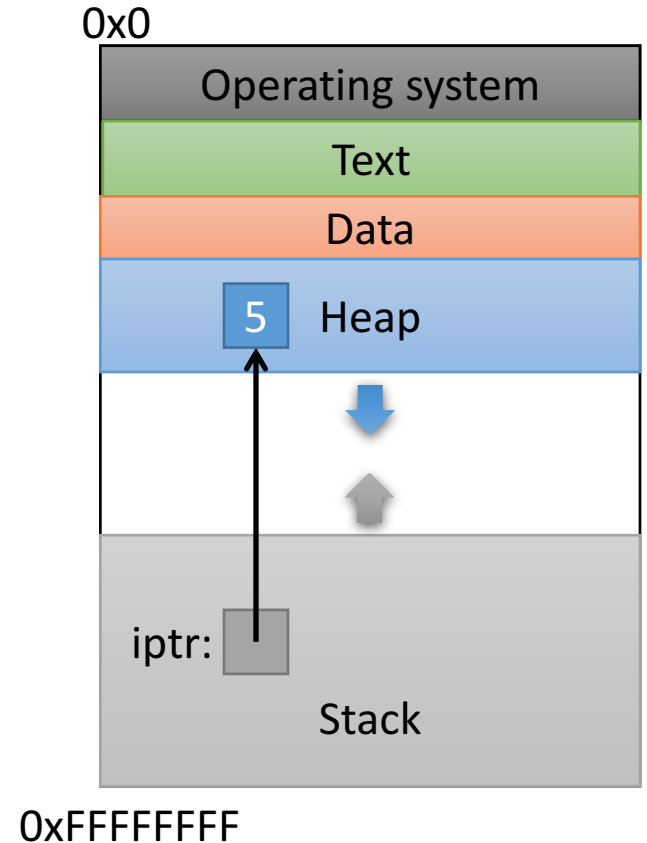 0x0
Operating system
Text
Data
5 Heap
iptr:
Stack
0xFFFFFFFF